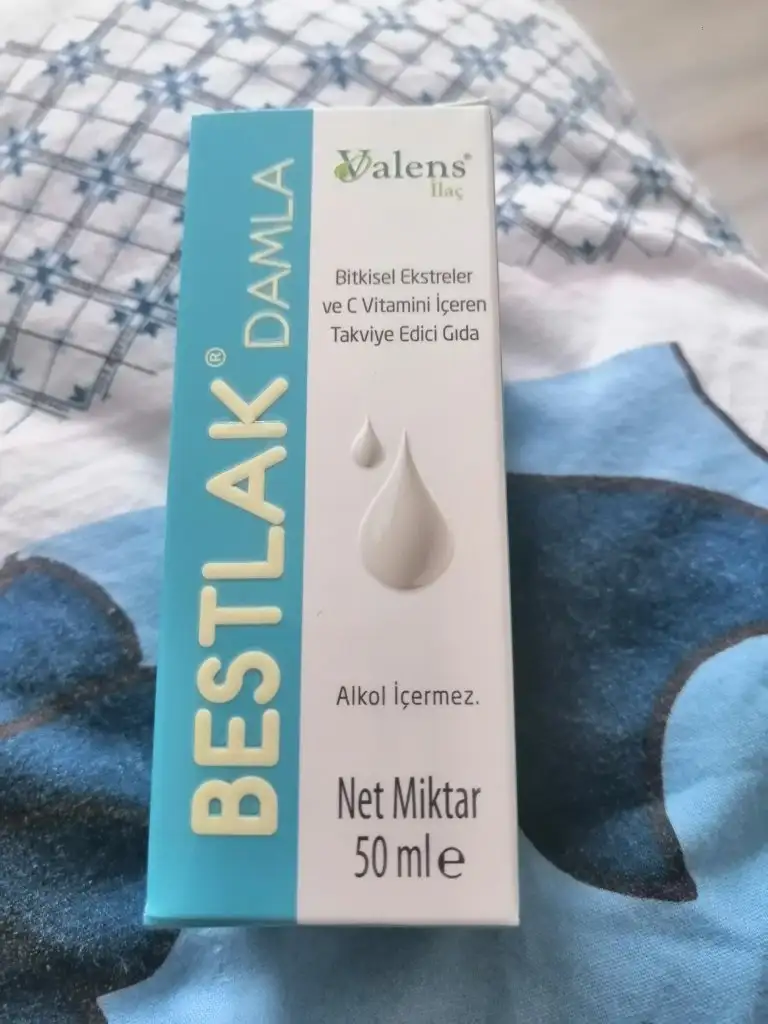 BESTLAK® DAMLA
Valens®
İlaç
Bitkisel Ekstreler
ve C Vitamini İçeren
Takviye Edici Gıda
Alkol İçermez.
Net Miktar
50 ml e